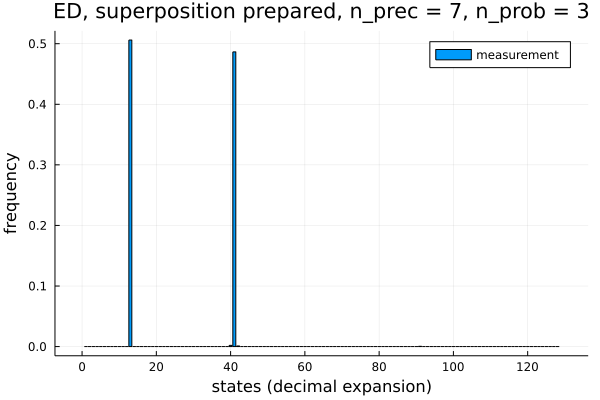 ED, superposition prepared, n_prec = 7, n_prob = 3
measurement
0.5
0.4
0.3
0.2
0.1
0.0
0 20 40 60 80 100 120
frequency
states (decimal expansion)